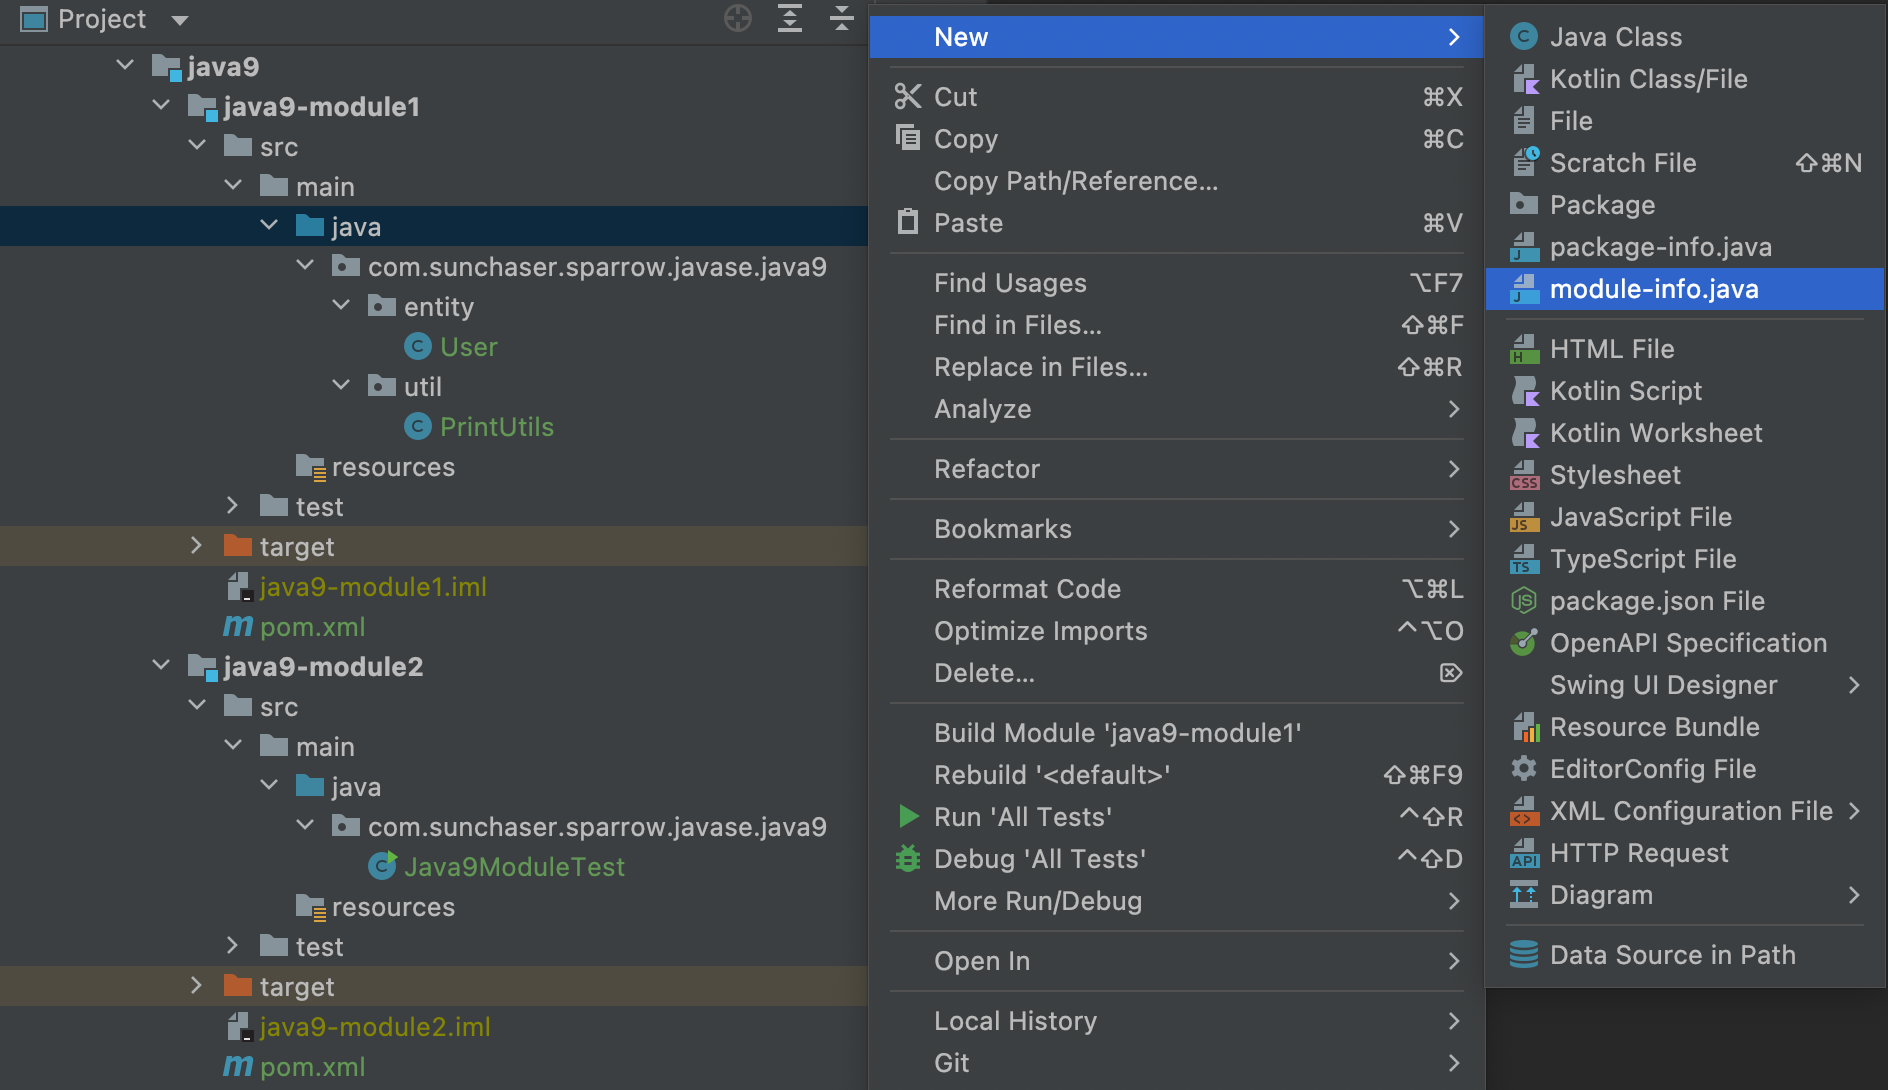 Project
java9
java9-module1
src
main
java
com.sunchaser.sparrow.javase.java9
entity
User
util
PrintUtils
resources
test
target
java9-module1.iml
pom.xml
java9-module2
src
main
java
com.sunchaser.sparrow.javase.java9
Java9ModuleTest
resources
test
target
java9-module2.iml
pom.xml
New
Cut ⌘X
Copy ⌘C
Copy Path/Reference...
Paste ⌘V
Find Usages ⌥F7
Find in Files... ⇧⌘F
Replace in Files... ⇧⌘R
Analyze
Refactor
Bookmarks
Reformat Code ⌥⌘L
Optimize Imports ^⌥O
Delete... ⌦
Build Module 'java9-module1'
Rebuild '<default>' ⇧⌘F9
Run 'All Tests' ^⇧R
Debug 'All Tests' ^⇧D
More Run/Debug
Open In
Local History
Git
Java Class
Kotlin Class/File
File
Scratch File ⇧⌘N
Package
package-info.java
module-info.java
HTML File
Kotlin Script
Kotlin Worksheet
Stylesheet
JavaScript File
TypeScript File
package.json File
OpenAPI Specification
Swing UI Designer
Resource Bundle
EditorConfig File
XML Configuration File
HTTP Request
Diagram
Data Source in Path